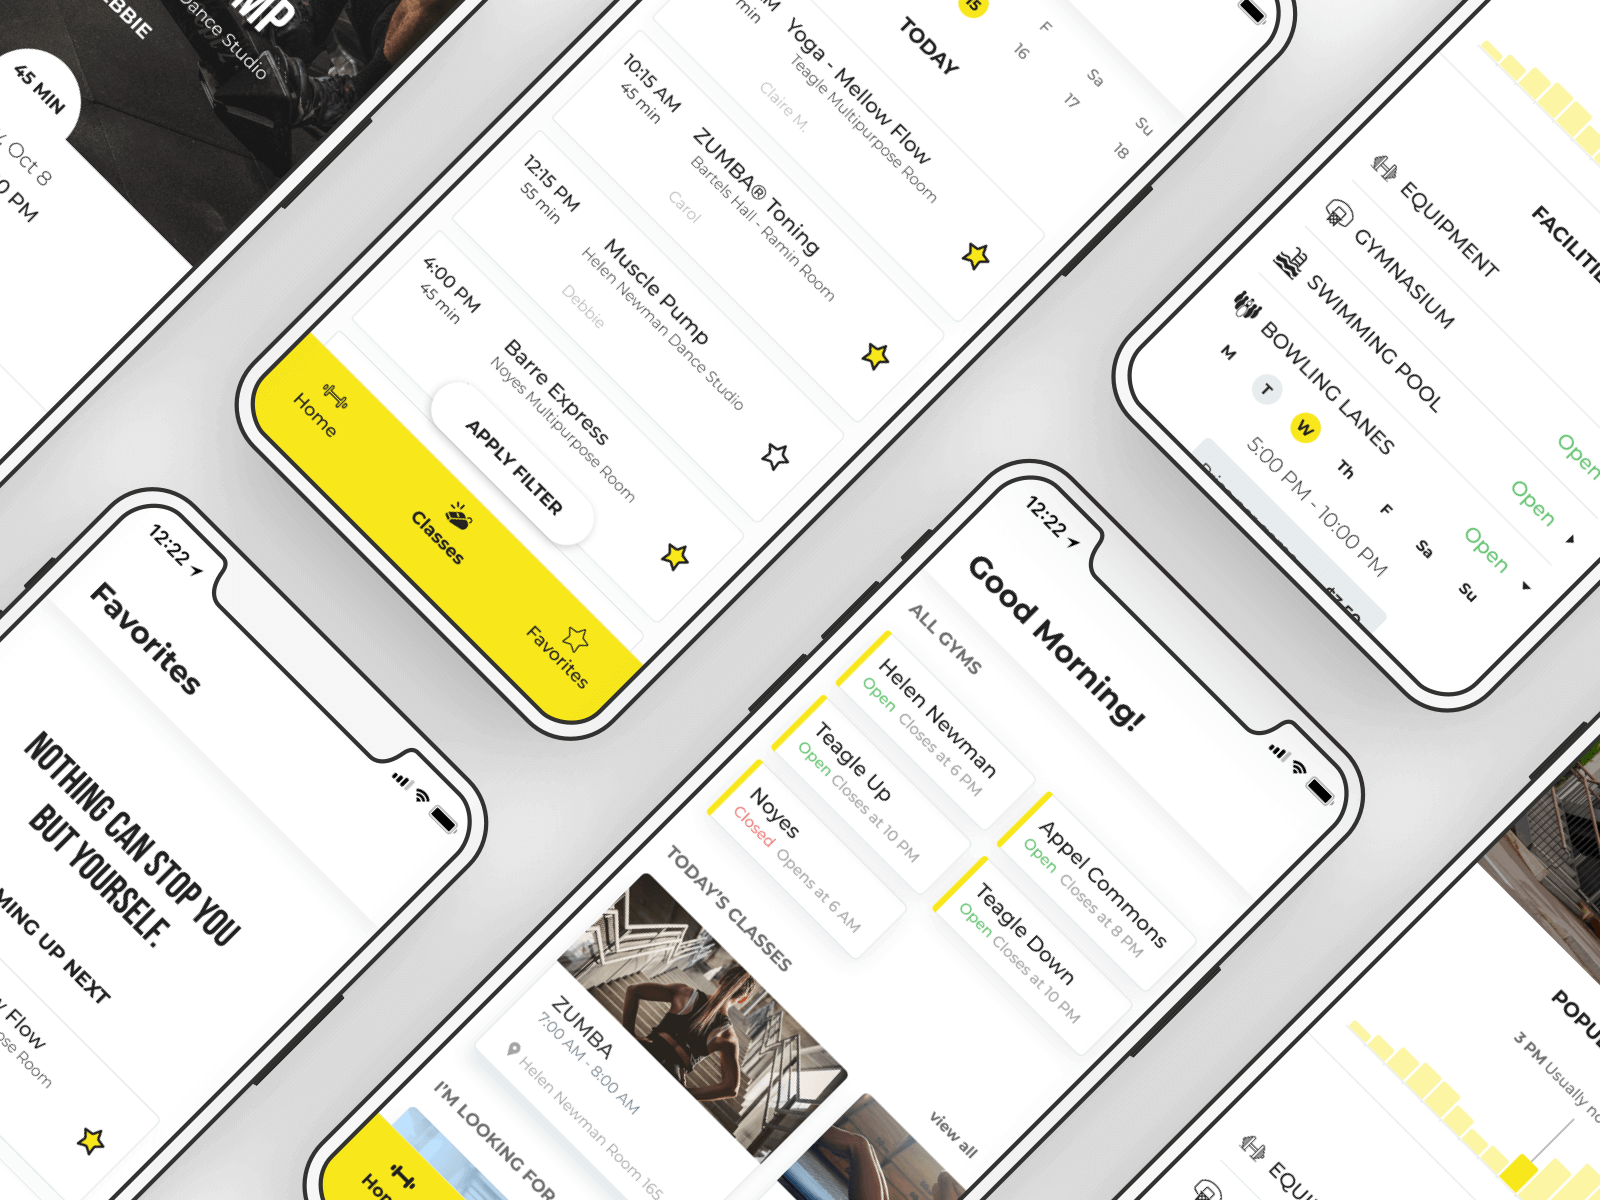 EBBIE
MP
Dance Studio
45 MIN
Oct 8
PM
min
Yoga - Mellow Flow
Teagle Multipurpose Room
Claire M.
TODAY
15
F
16
Sa
17
Su
18
10:15 AM
45 min
ZUMBA® Toning
Bartels Hall - Ramin Room
Carol
12:15 PM
55 min
Muscle Pump
Helen Newman Dance Studio
Debbie
4:00 PM
45 min
Barre Express
Noyes Multipurpose Room
APPLY FILTER
Home
Classes
Favorites
FACILITIE
EQUIPMENT
GYMNASIUM
Open
SWIMMING POOL
Open
BOWLING LANES
Open
M
T
W
Th
F
Sa
Su
5:00 PM - 10:00 PM
12:22
Favorites
NOTHING CAN STOP YOU
BUT YOURSELF.
MING UP NEXT
Flow
ose Room
12:22
Good Morning!
ALL GYMS
Helen Newman
Open Closes at 6 PM
Teagle Up
Open Closes at 10 PM
Noyes
Closed Opens at 6 AM
Appel Commons
Open Closes at 8 PM
Teagle Down
Open Closes at 10 PM
TODAY'S CLASSES
ZUMBA
7:00 AM - 8:00 AM
Helen Newman Room 165
view all
I'M LOOKING FOR
Hom
POPU
3 PM Usually no
EQUI